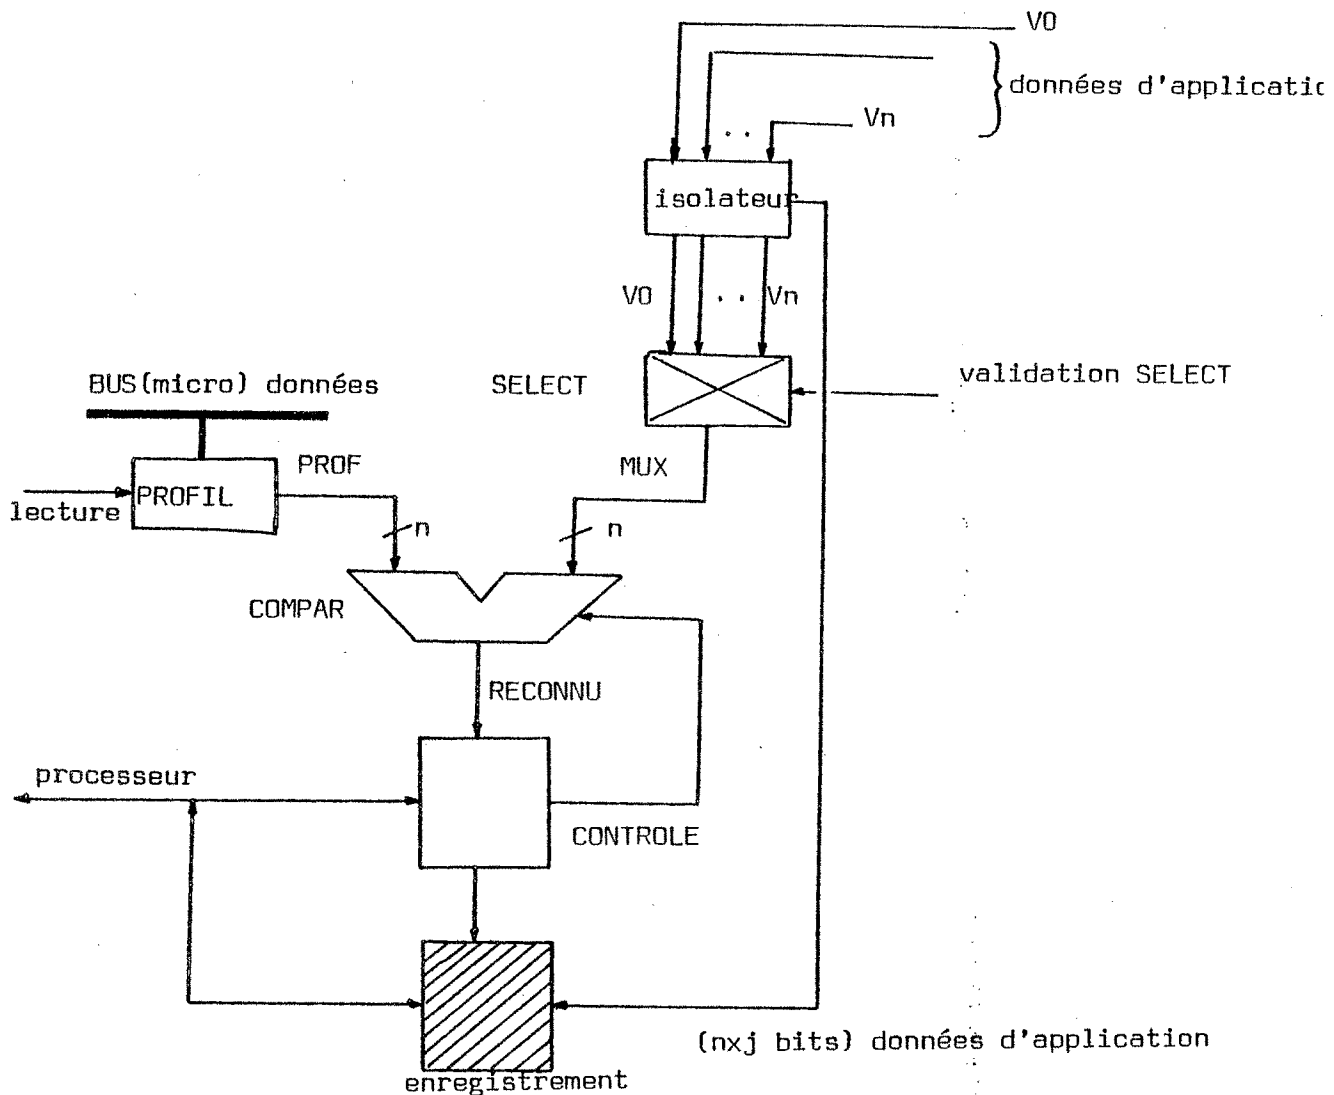 V0
données d'applicatic
Vn
..
isolateur
V0 .. Vn
validation SELECT
SELECT
BUS(micro) données
PROF
MUX
PROFIL
lecture
n
n
COMPAR
RECONNU
processeur
CONTROLE
(nxj bits) données d'application
enregistrement